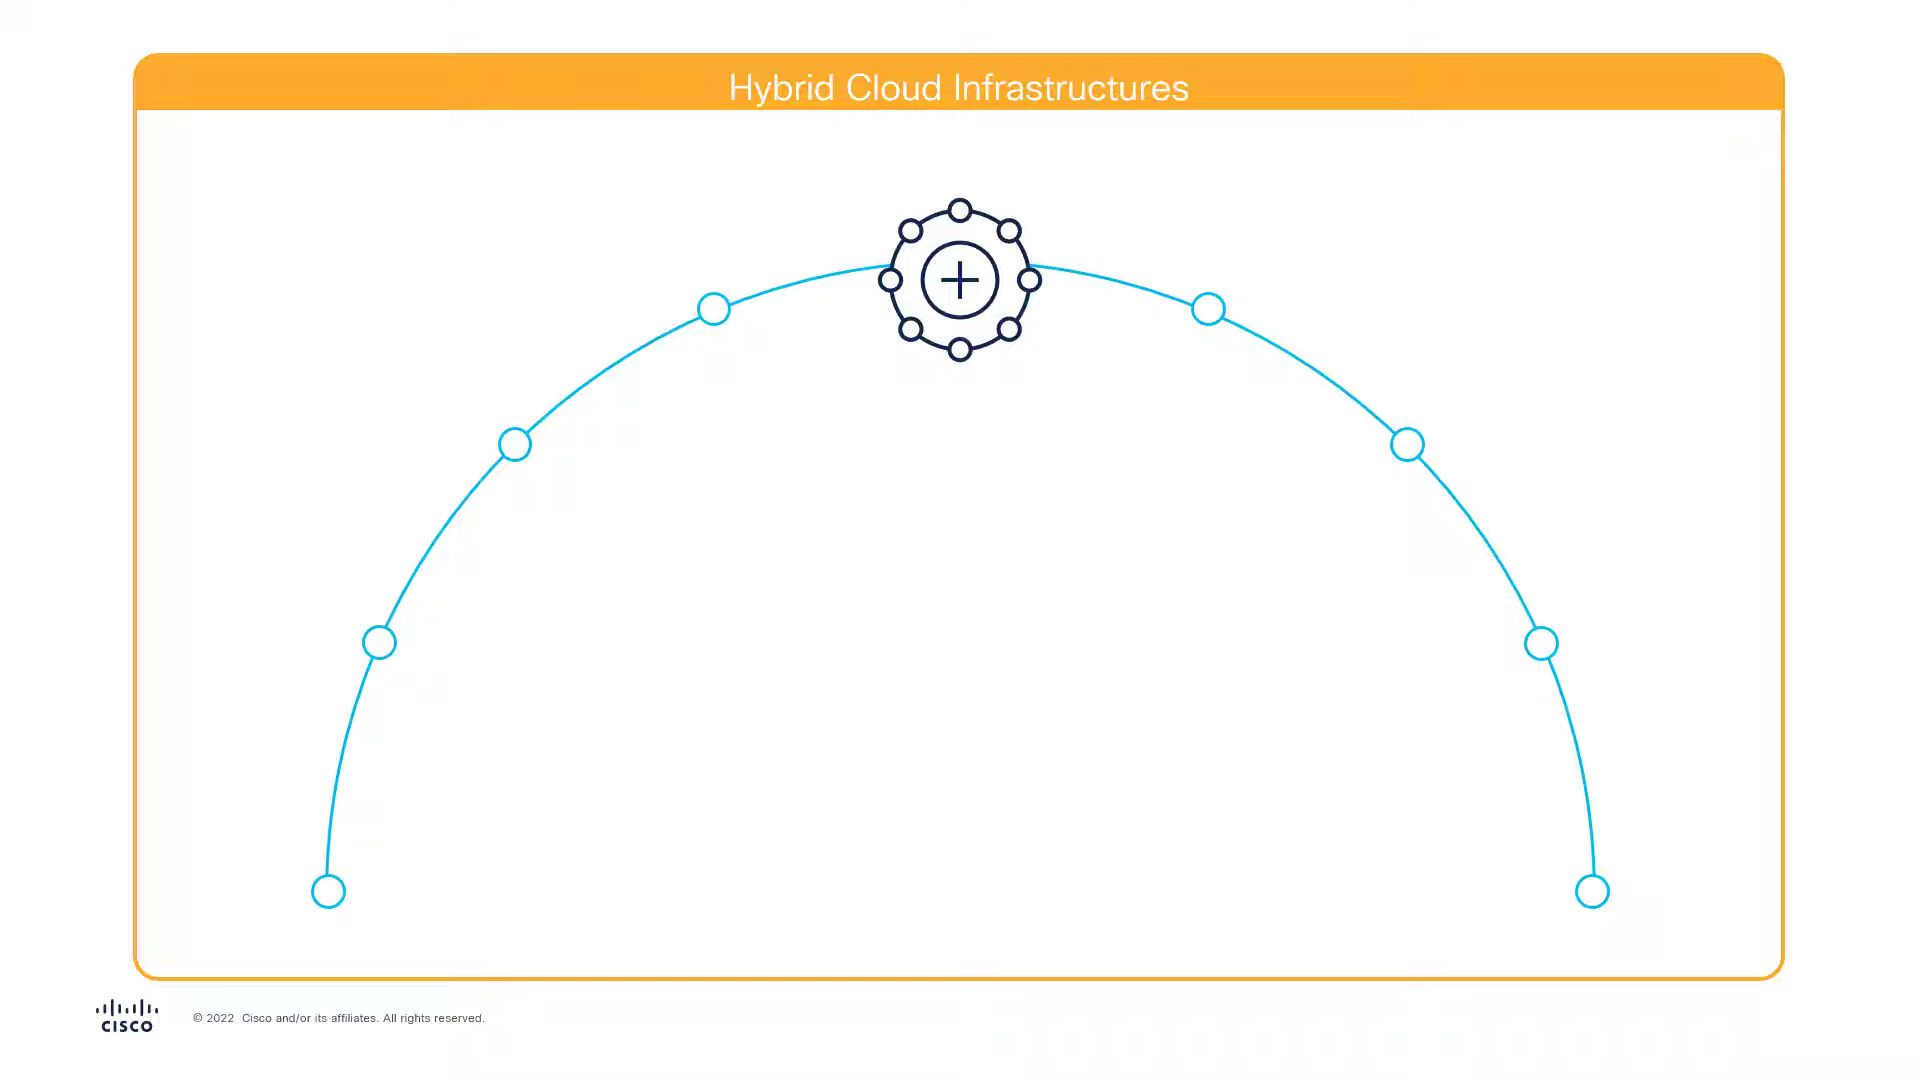 Hybrid Cloud Infrastructures
CISCO
© 2022 Cisco and/or its affiliates. All rights reserved.